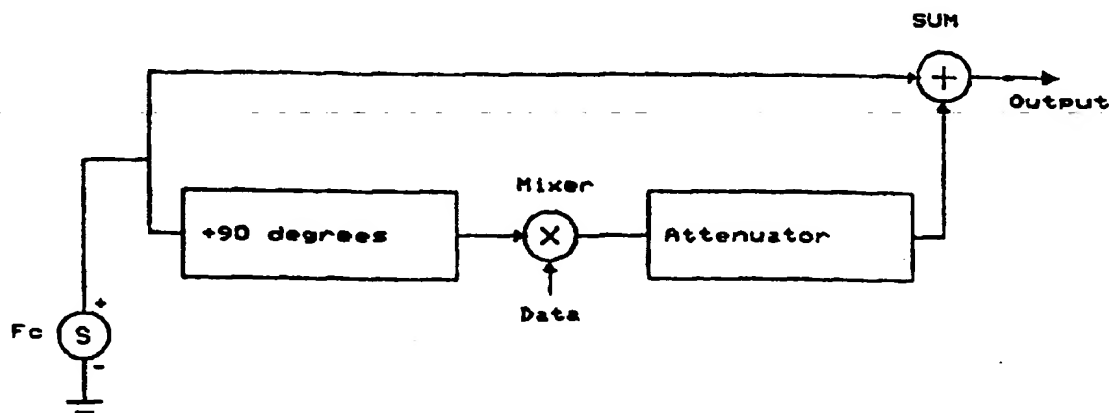 SUM
+
Output
Mixer
+90 degrees
×
Attenuator
Data
+
Fc
S
-